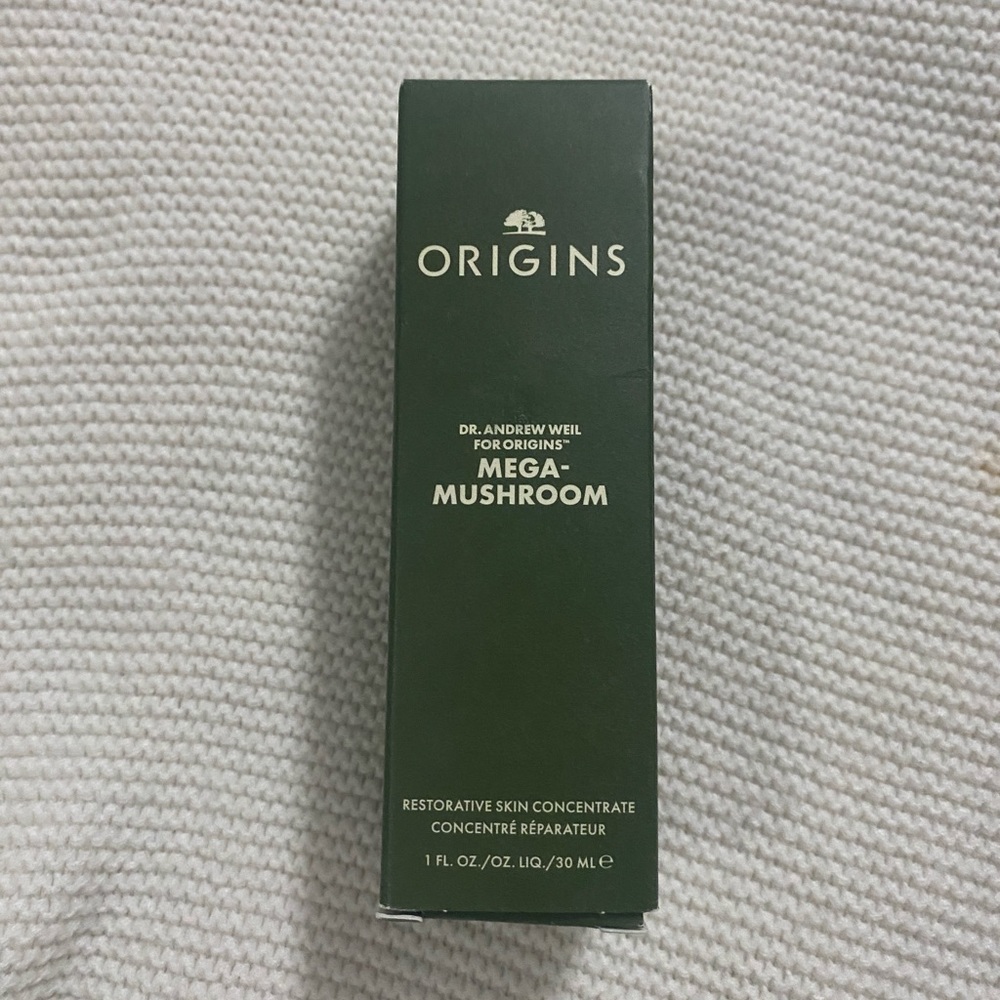 ORIGINS
DR. ANDREW WEIL
FOR ORIGINS™
MEGA-
MUSHROOM
RESTORATIVE SKIN CONCENTRATE
CONCENTRÉ RÉPARATEUR
1 FL. OZ./OZ. LIQ./30 ML ℮